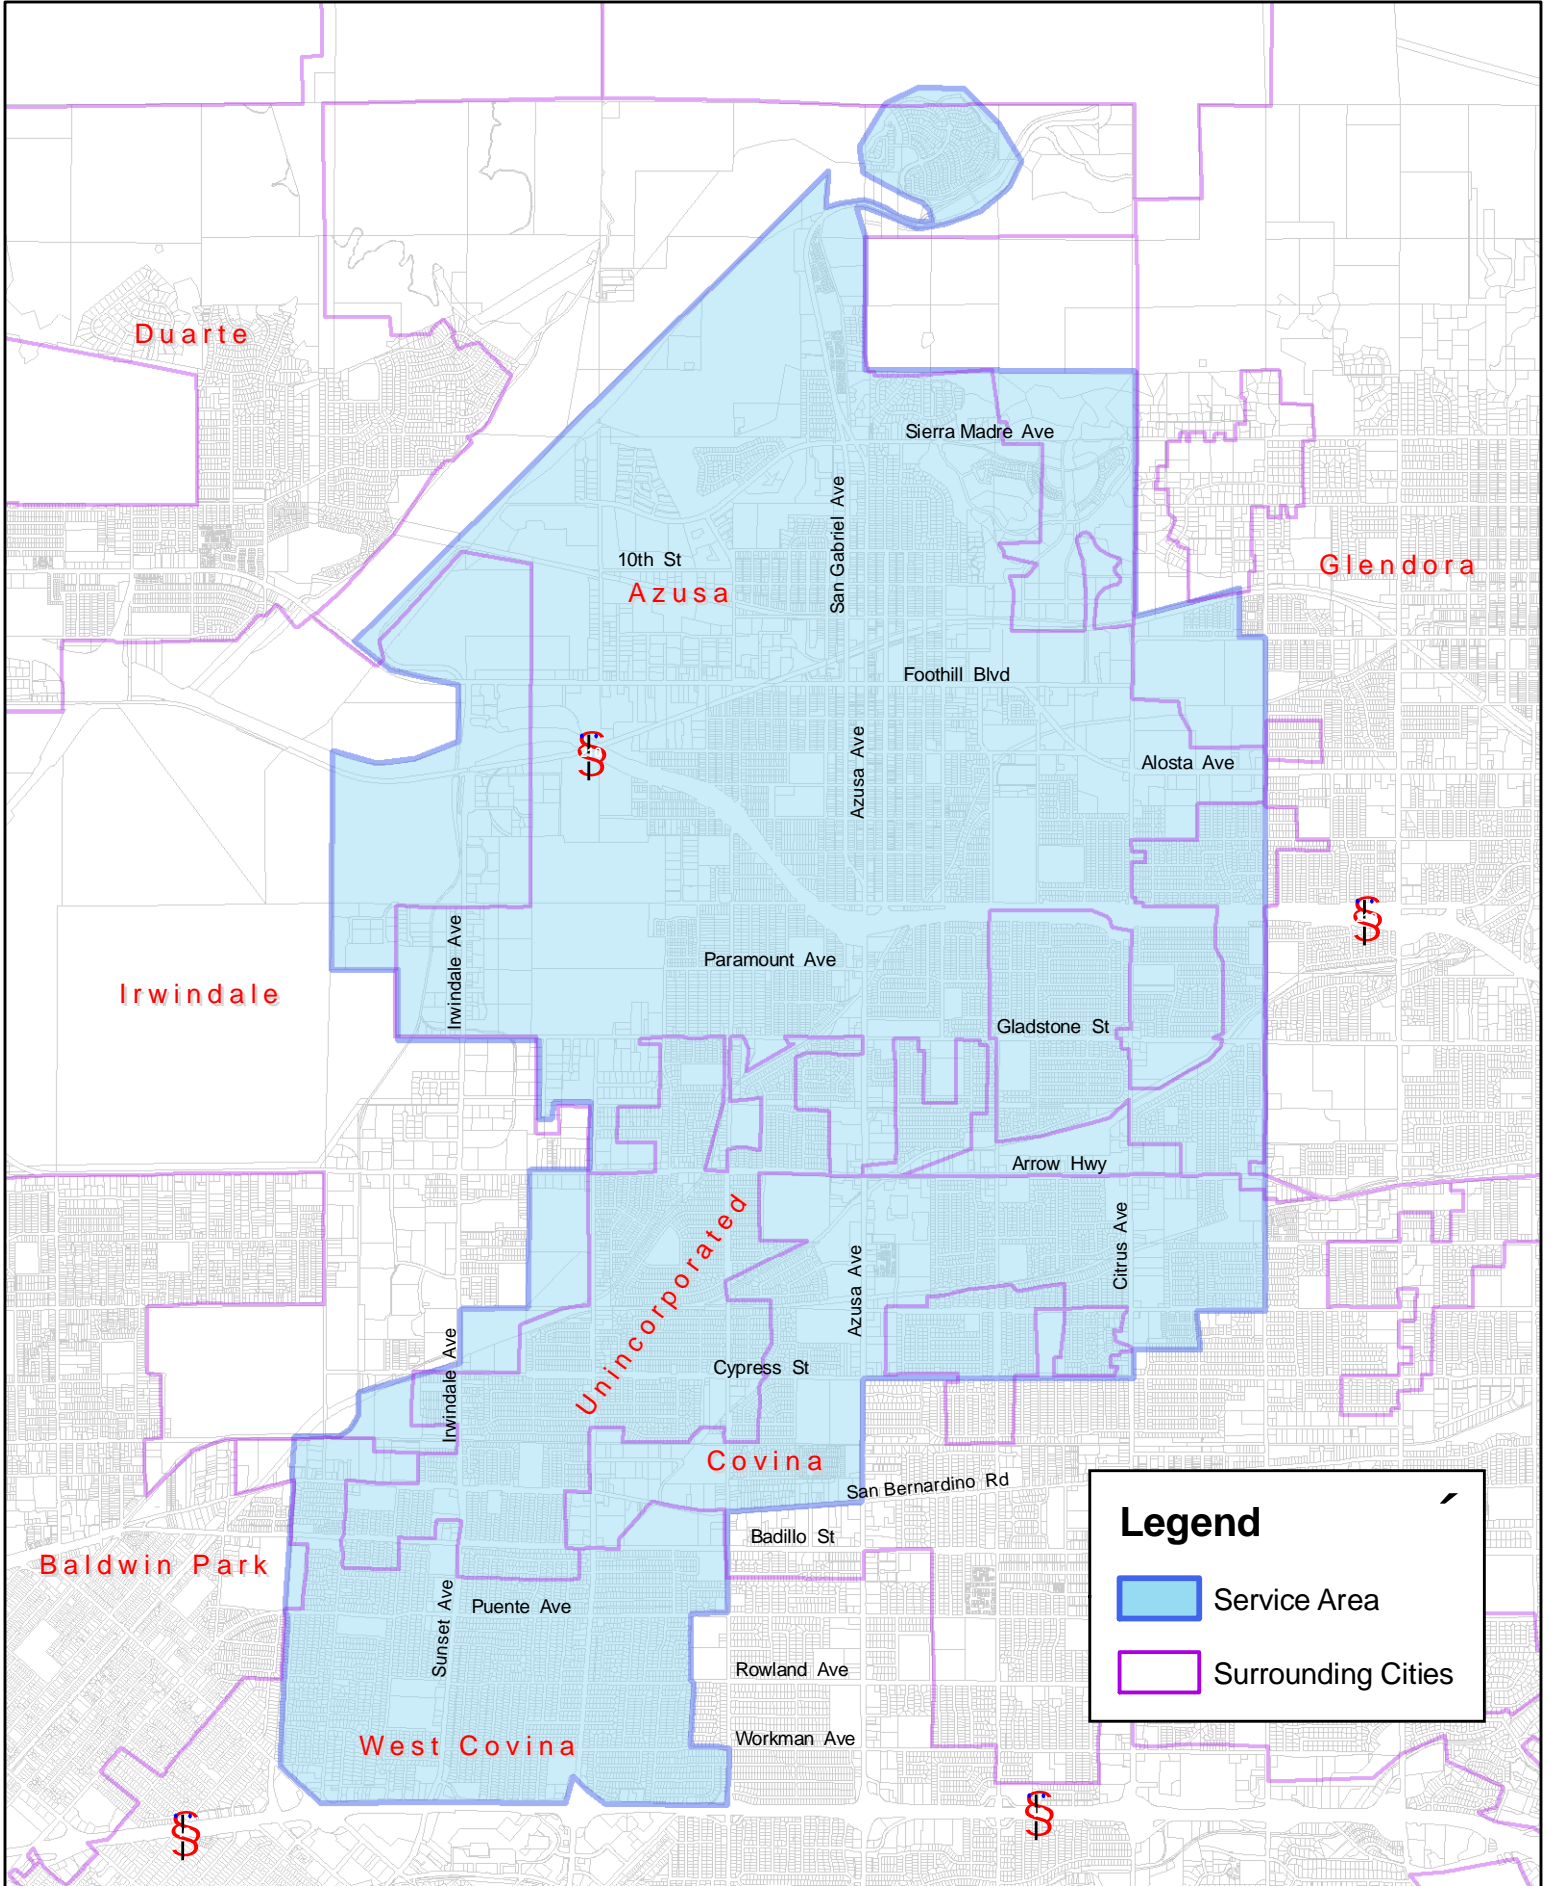 Duarte
Sierra Madre Ave
San Gabriel Ave
10th St
Azusa
Glendora
Foothill Blvd
Azusa Ave
Alosta Ave
Irwindale Ave
Paramount Ave
Irwindale
Gladstone St
Arrow Hwy
Unincorporated
Citrus Ave
Azusa Ave
Irwindale Ave
Cypress St
Covina
San Bernardino Rd
Badillo St
Baldwin Park
Sunset Ave
Puente Ave
Rowland Ave
West Covina
Workman Ave
Legend
Service Area
Surrounding Cities